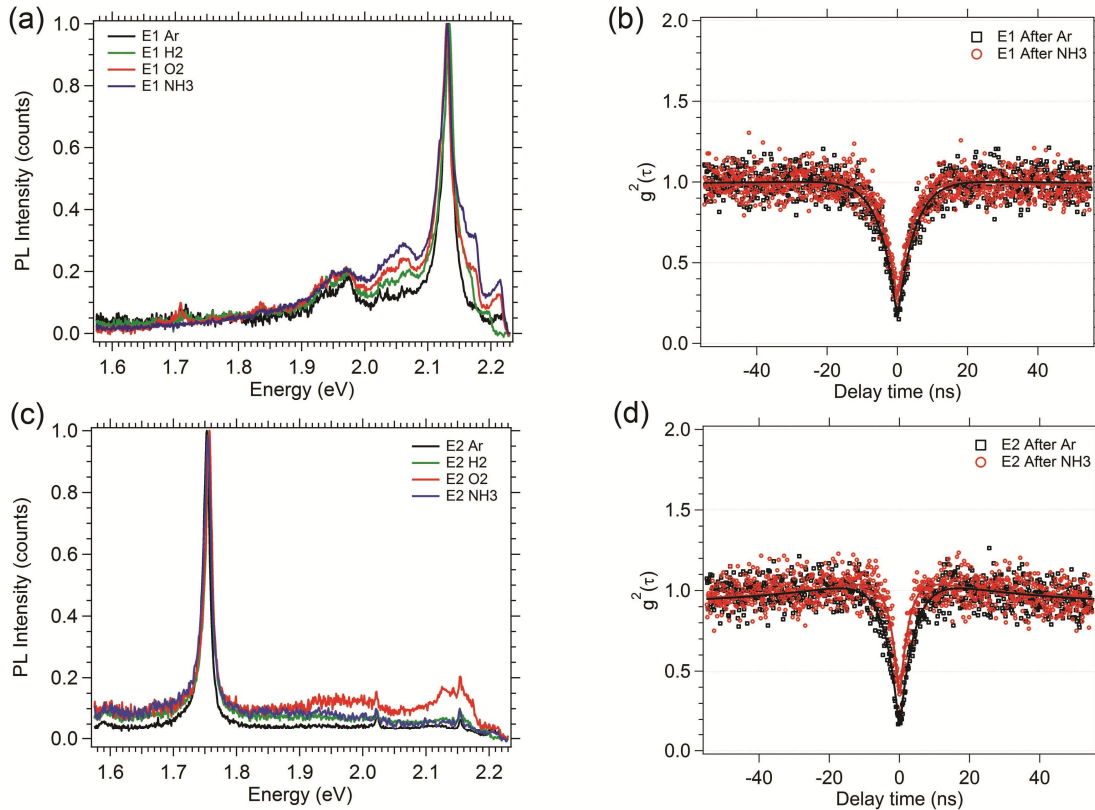 (a)
1.0
0.8
0.6
0.4
0.2
0.0
PL Intensity (counts)
E1 Ar
E1 H2
E1 O2
E1 NH3
1.6 1.7 1.8 1.9 2.0 2.1 2.2
Energy (eV)
(b)
2.0
1.5
1.0
0.5
0.0
g²(τ)
E1 After Ar
E1 After NH3
-40 -20 0 20 40
Delay time (ns)
(c)
1.0
0.8
0.6
0.4
0.2
0.0
PL Intensity (counts)
E2 Ar
E2 H2
E2 O2
E2 NH3
1.6 1.7 1.8 1.9 2.0 2.1 2.2
Energy (eV)
(d)
2.0
1.5
1.0
0.5
0.0
g²(τ)
E2 After Ar
E2 After NH3
-40 -20 0 20 40
Delay time (ns)